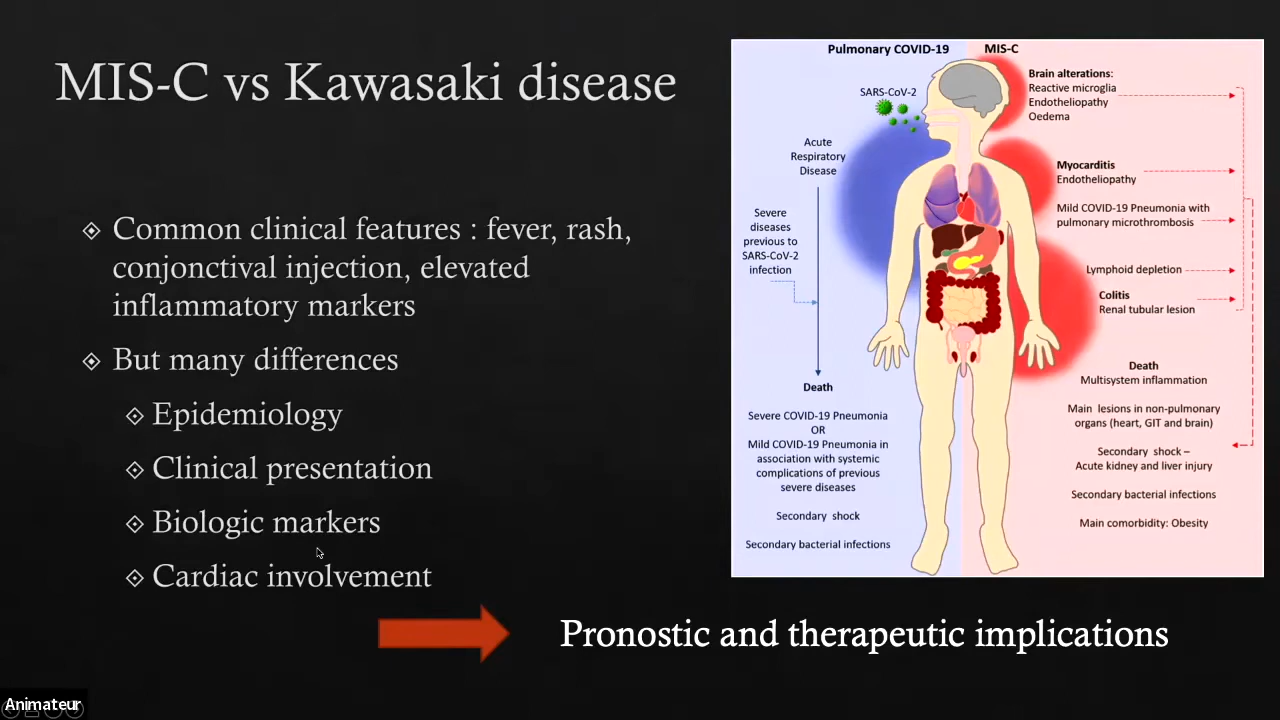 MIS-C vs Kawasaki disease
Common clinical features : fever, rash,
conjonctival injection, elevated
inflammatory markers
But many differences
Epidemiology
Clinical presentation
Biologic markers
Cardiac involvement
Pronostic and therapeutic implications
Pulmonary COVID-19
MIS-C
SARS-CoV-2
Acute
Respiratory
Disease
Severe
diseases
previous to
SARS-CoV-2
infection
Death
Severe COVID-19 Pneumonia
OR
Mild COVID-19 Pneumonia in
association with systemic
complications of previous
severe diseases
Secondary shock
Secondary bacterial infections
Brain alterations:
Reactive microglia
Endotheliopathy
Oedema
Myocarditis
Endotheliopathy
Mild COVID-19 Pneumonia with
pulmonary microthrombosis
Lymphoid depletion
Colitis
Renal tubular lesion
Death
Multisystem inflammation
Main lesions in non-pulmonary
organs (heart, GIT and brain)
Secondary shock –
Acute kidney and liver injury
Secondary bacterial infections
Main comorbidity: Obesity
Animateur